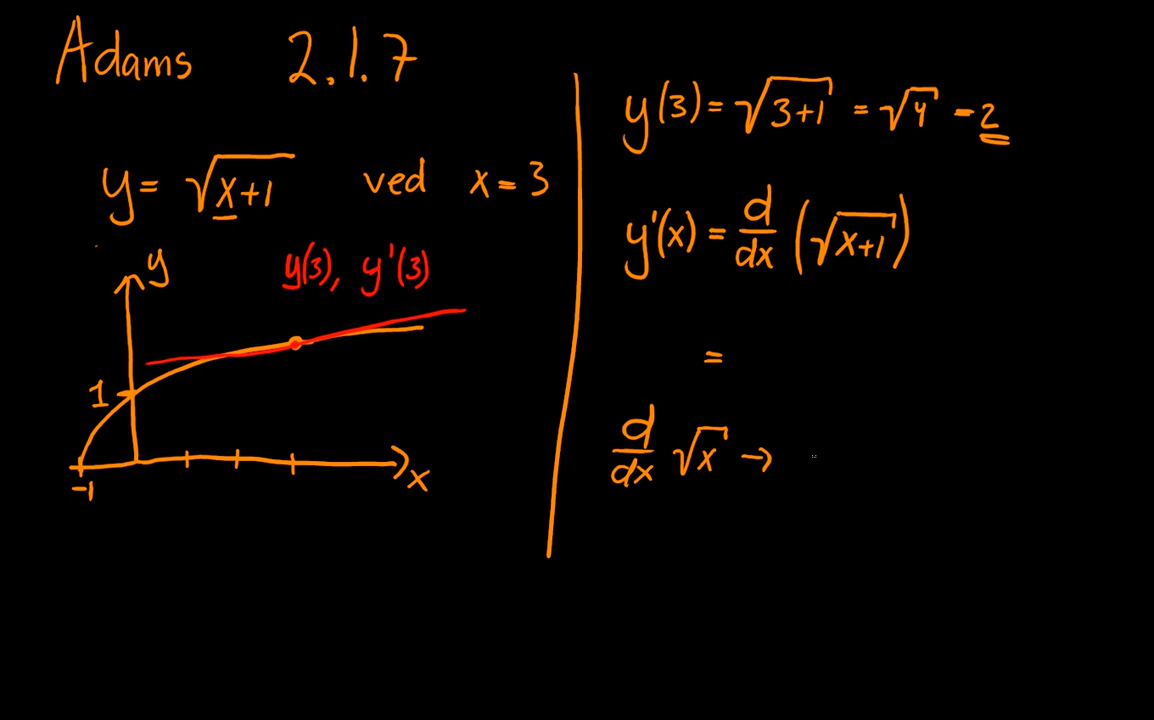 Adams 2.1.7
y = √x+1 ved x = 3
y
y(3), y'(3)
1
-1
x
y(3) = √3+1 = √4 = 2
y'(x) = d/dx (√x+1)
=
d/dx √x →